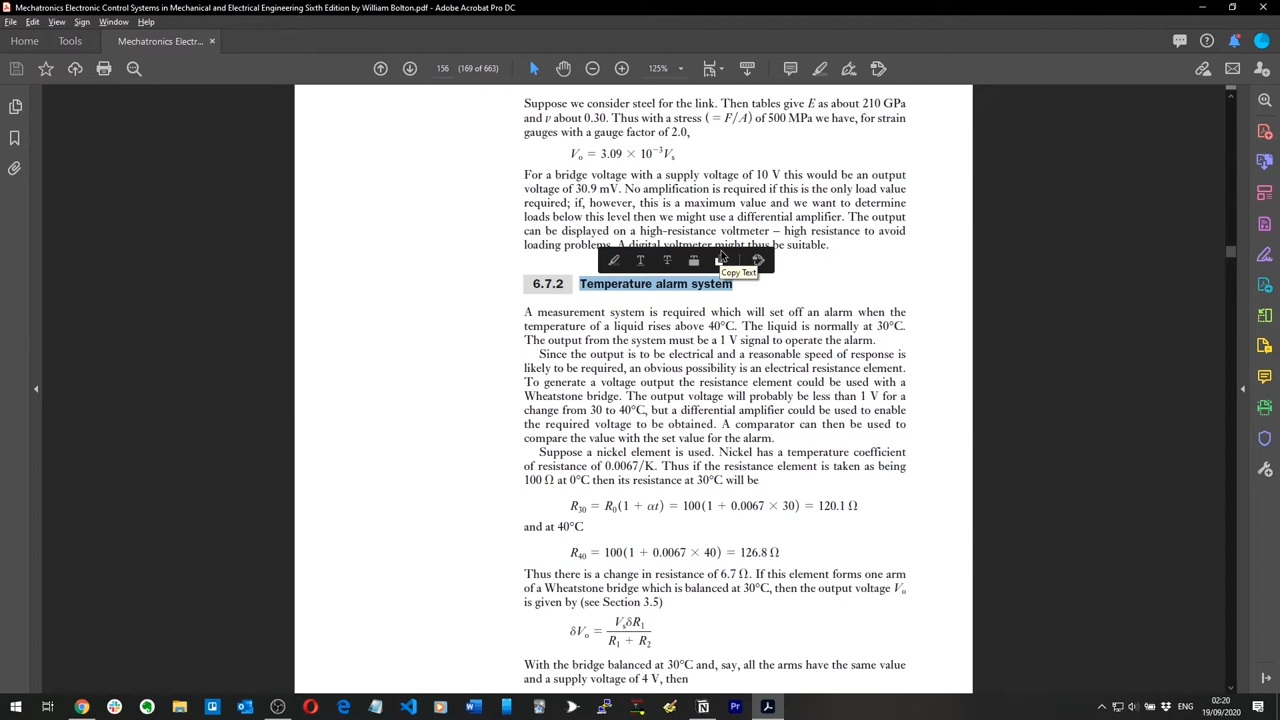 Mechatronics Electronic Control Systems in Mechanical and Electrical Engineering Sixth Edition by William Bolton.pdf - Adobe Acrobat Pro DC
File Edit View Sign Window Help
Home Tools Mechatronics Electr... ×
156 (169 of 663) 125%
Suppose we consider steel for the link. Then tables give E as about 210 GPa
and ν about 0.30. Thus with a stress ( = F/A) of 500 MPa we have, for strain
gauges with a gauge factor of 2.0,
Vₒ = 3.09 × 10⁻³Vₛ
For a bridge voltage with a supply voltage of 10 V this would be an output
voltage of 30.9 mV. No amplification is required if this is the only load value
required; if, however, this is a maximum value and we want to determine
loads below this level then we might use a differential amplifier. The output
can be displayed on a high-resistance voltmeter – high resistance to avoid
loading problems. A digital voltmeter might thus be suitable.
Copy Text
6.7.2 Temperature alarm system
A measurement system is required which will set off an alarm when the
temperature of a liquid rises above 40°C. The liquid is normally at 30°C.
The output from the system must be a 1 V signal to operate the alarm.
Since the output is to be electrical and a reasonable speed of response is
likely to be required, an obvious possibility is an electrical resistance element.
To generate a voltage output the resistance element could be used with a
Wheatstone bridge. The output voltage will probably be less than 1 V for a
change from 30 to 40°C, but a differential amplifier could be used to enable
the required voltage to be obtained. A comparator can then be used to
compare the value with the set value for the alarm.
Suppose a nickel element is used. Nickel has a temperature coefficient
of resistance of 0.0067/K. Thus if the resistance element is taken as being
100 Ω at 0°C then its resistance at 30°C will be
R₃₀ = R₀(1 + αt) = 100(1 + 0.0067 × 30) = 120.1 Ω
and at 40°C
R₄₀ = 100(1 + 0.0067 × 40) = 126.8 Ω
Thus there is a change in resistance of 6.7 Ω. If this element forms one arm
of a Wheatstone bridge which is balanced at 30°C, then the output voltage Vₒ
is given by (see Section 3.5)
δVₒ = VₛδR₁ / R₁ + R₂
With the bridge balanced at 30°C and, say, all the arms have the same value
and a supply voltage of 4 V, then
02:20
19/09/2020